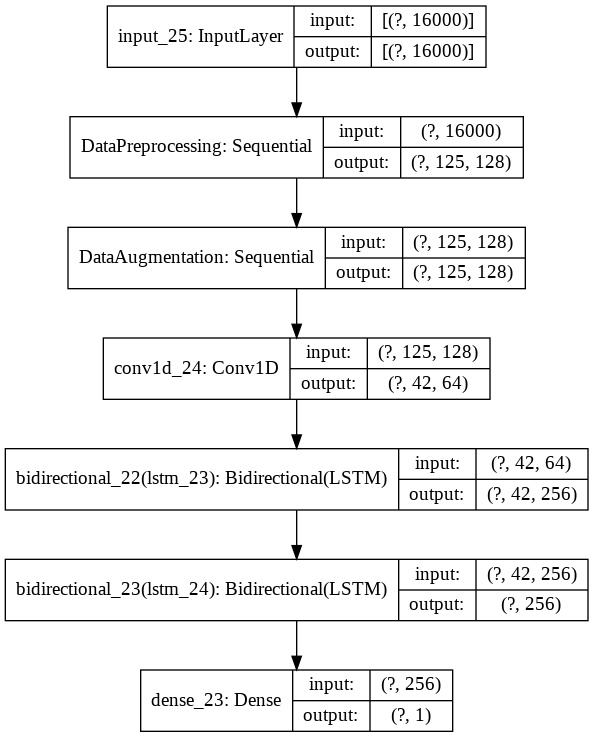 input_25: InputLayer
input: [(?, 16000)]
output: [(?, 16000)]
DataPreprocessing: Sequential
input: (?, 16000)
output: (?, 125, 128)
DataAugmentation: Sequential
input: (?, 125, 128)
output: (?, 125, 128)
conv1d_24: Conv1D
input: (?, 125, 128)
output: (?, 42, 64)
bidirectional_22(lstm_23): Bidirectional(LSTM)
input: (?, 42, 64)
output: (?, 42, 256)
bidirectional_23(lstm_24): Bidirectional(LSTM)
input: (?, 42, 256)
output: (?, 256)
dense_23: Dense
input: (?, 256)
output: (?, 1)